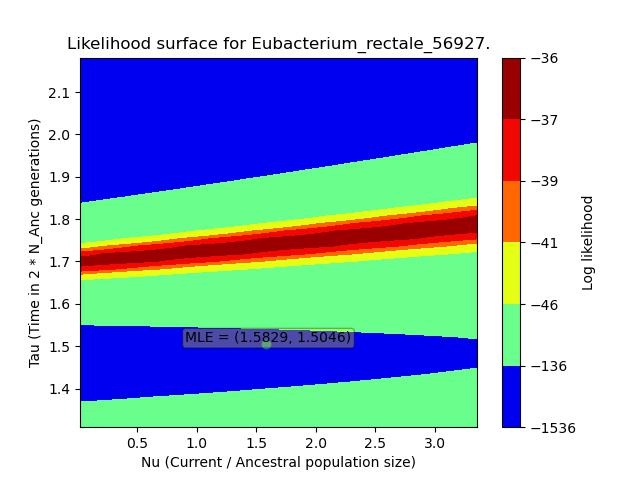 Likelihood surface for Eubacterium_rectale_56927.
Tau (Time in 2 * N_Anc generations)
2.1
2.0
1.9
1.8
1.7
1.6
1.5
1.4
MLE = (1.5829, 1.5046)
0.5 1.0 1.5 2.0 2.5 3.0
Nu (Current / Ancestral population size)
−36
−37
−39
−41
−46
−136
−1536
Log likelihood